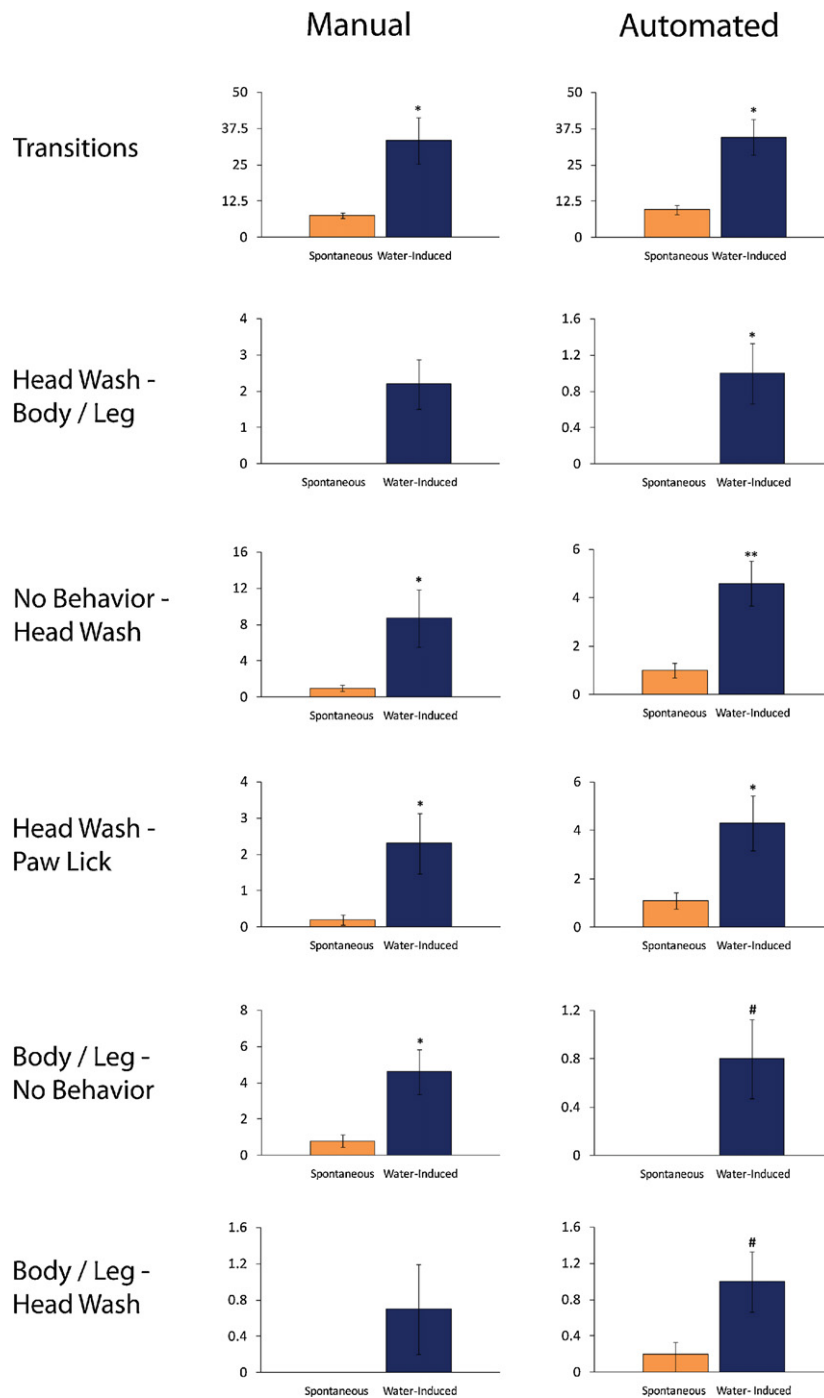 Manual
Automated
Transitions
50
37.5
25
12.5
0
*
Spontaneous Water-Induced
50
37.5
25
12.5
0
*
Spontaneous Water-Induced
Head Wash -
Body / Leg
4
3
2
1
0
Spontaneous Water-Induced
1.6
1.2
0.8
0.4
0
*
Spontaneous Water-Induced
No Behavior -
Head Wash
16
12
8
4
0
*
Spontaneous Water-Induced
6
4
2
0
**
Spontaneous Water-Induced
Head Wash -
Paw Lick
4
3
2
1
0
*
Spontaneous Water-Induced
6
4
2
0
*
Spontaneous Water-Induced
Body / Leg -
No Behavior
8
6
4
2
0
*
Spontaneous Water-Induced
1.2
0.8
0.4
0
#
Spontaneous Water-Induced
Body / Leg -
Head Wash
1.6
1.2
0.8
0.4
0
Spontaneous Water-Induced
1.6
1.2
0.8
0.4
0
#
Spontaneous Water- Induced